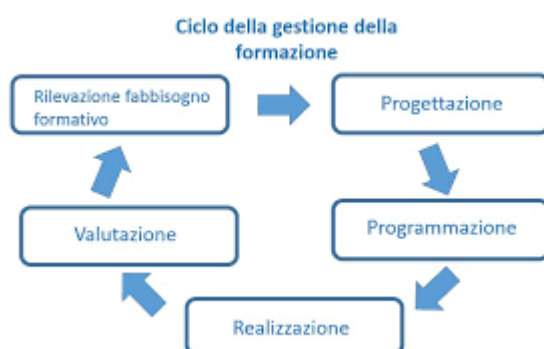 Ciclo della gestione della
formazione
Rilevazione fabbisogno
formativo
Progettazione
Valutazione
Programmazione
Realizzazione